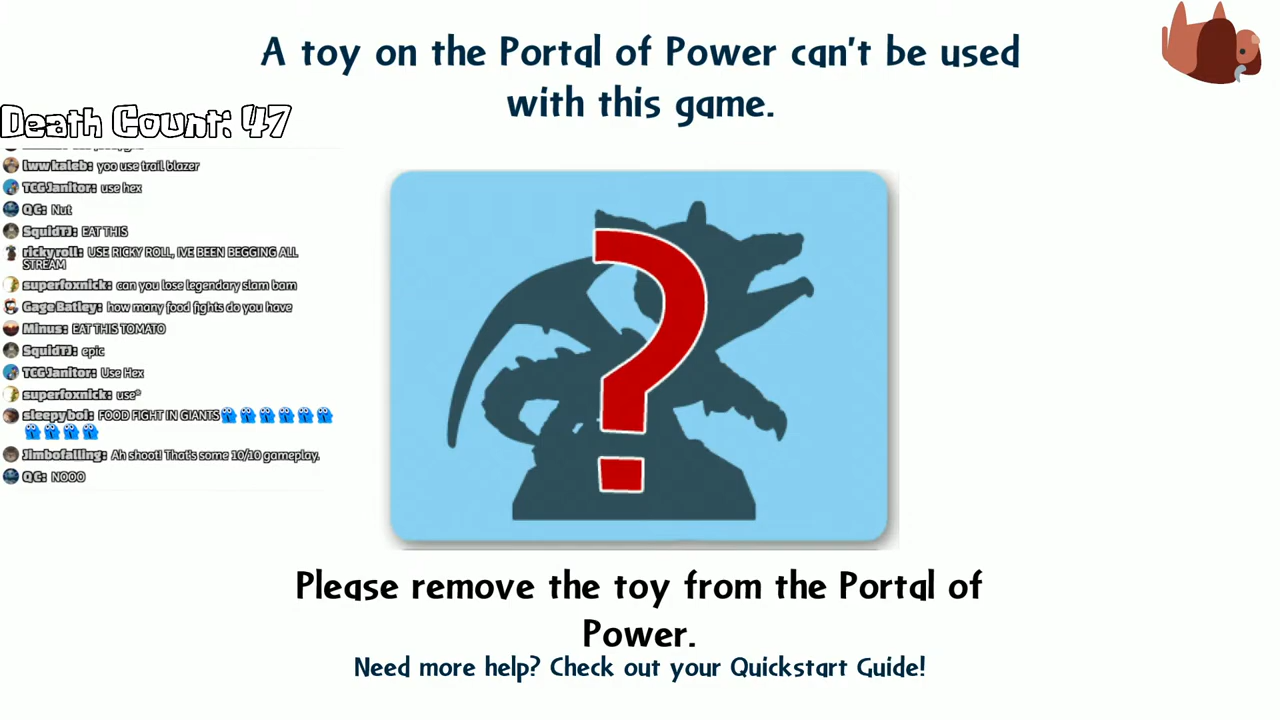 A toy on the Portal of Power can't be used
with this game.
Death Count: 47
lwwkaleb: yoo use trail blazer
TCGJanitor: use hex
QC: Nut
SquidTJ: EAT THIS
rickyroll: USE RICKY ROLL, IVE BEEN BEGGING ALL
STREAM
superfoxnick: can you lose legendary slam bam
GageBatley: how many food fights do you have
Minus: EAT THIS TOMATO
SquidTJ: epic
TCGJanitor: Use Hex
superfoxnick: use*
sleepyboi: FOOD FIGHT IN GIANTS
Jimbofalling: Ah shoot! That's some 10/10 gameplay.
QC: NOOO
?
Please remove the toy from the Portal of
Power.
Need more help? Check out your Quickstart Guide!